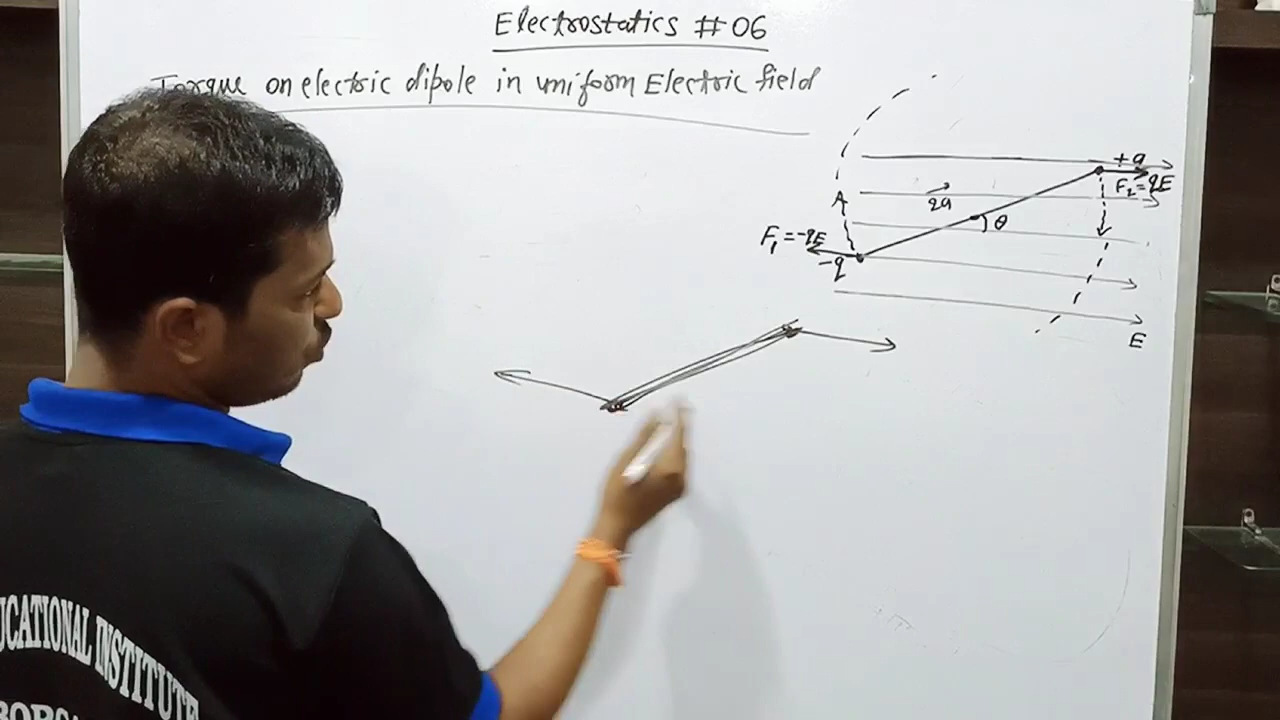 Electrostatics # 06
Torque on electric dipole in uniform Electric field
+q
F₂=qE
A
2a
θ
F₁=-qE
-q
E
UCATIONAL INSTITUTE